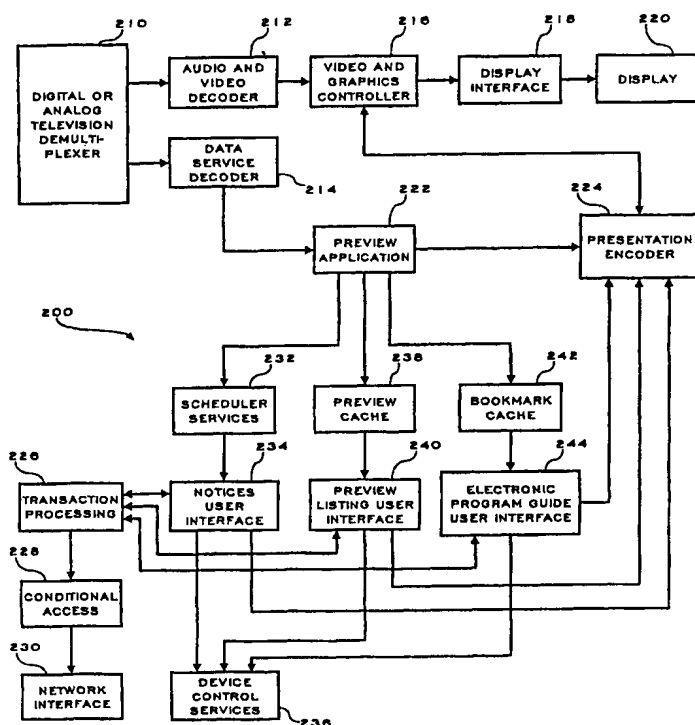 210
212
216
218
220
DIGITAL OR
ANALOG
TELEVISION
DEMULTI-
PLEXER
AUDIO AND
VIDEO
DECODER
VIDEO AND
GRAPHICS
CONTROLLER
DISPLAY
INTERFACE
DISPLAY
DATA
SERVICE
DECODER
214
222
224
PREVIEW
APPLICATION
PRESENTATION
ENCODER
200
232
238
242
SCHEDULER
SERVICES
PREVIEW
CACHE
BOOKMARK
CACHE
226
234
240
244
TRANSACTION
PROCESSING
NOTICES
USER
INTERFACE
PREVIEW
LISTING USER
INTERFACE
ELECTRONIC
PROGRAM GUIDE
USER INTERFACE
228
CONDITIONAL
ACCESS
230
NETWORK
INTERFACE
DEVICE
CONTROL
SERVICES
236